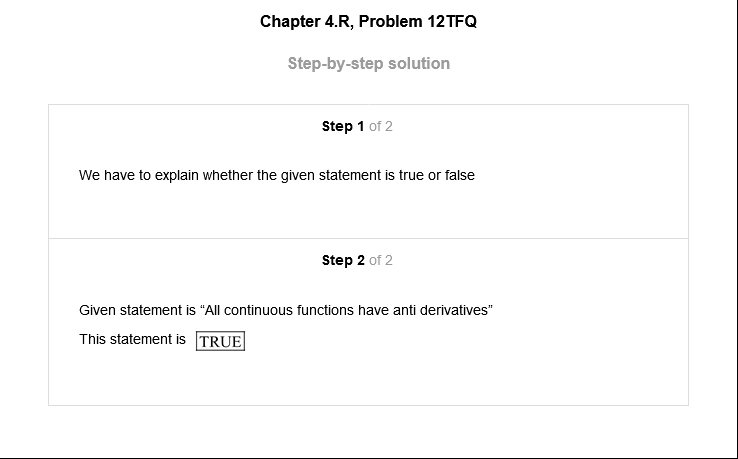 Chapter 4.R, Problem 12TFQ
Step-by-step solution
Step 1 of 2
We have to explain whether the given statement is true or false
Step 2 of 2
Given statement is “All continuous functions have anti derivatives”
This statement is TRUE